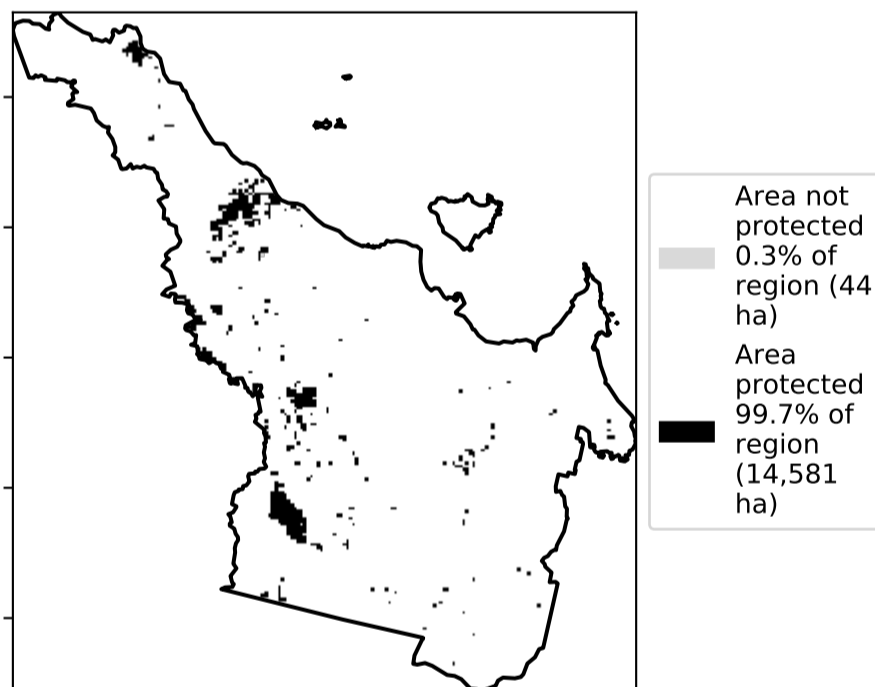 Area not
protected
0.3% of
region (44
ha)
Area
protected
99.7% of
region
(14,581
ha)